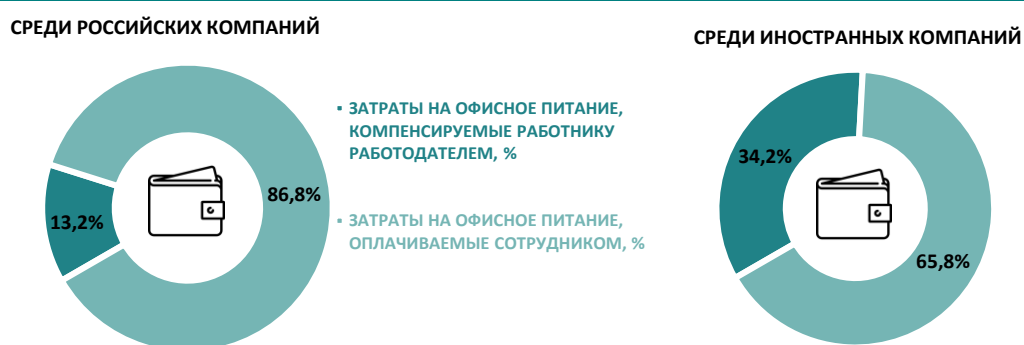 СРЕДИ РОССИЙСКИХ КОМПАНИЙ
СРЕДИ ИНОСТРАННЫХ КОМПАНИЙ
▪ ЗАТРАТЫ НА ОФИСНОЕ ПИТАНИЕ,
КОМПЕНСИРУЕМЫЕ РАБОТНИКУ
РАБОТОДАТЕЛЕМ, %
▪ ЗАТРАТЫ НА ОФИСНОЕ ПИТАНИЕ,
ОПЛАЧИВАЕМЫЕ СОТРУДНИКОМ, %
13,2%
86,8%
34,2%
65,8%